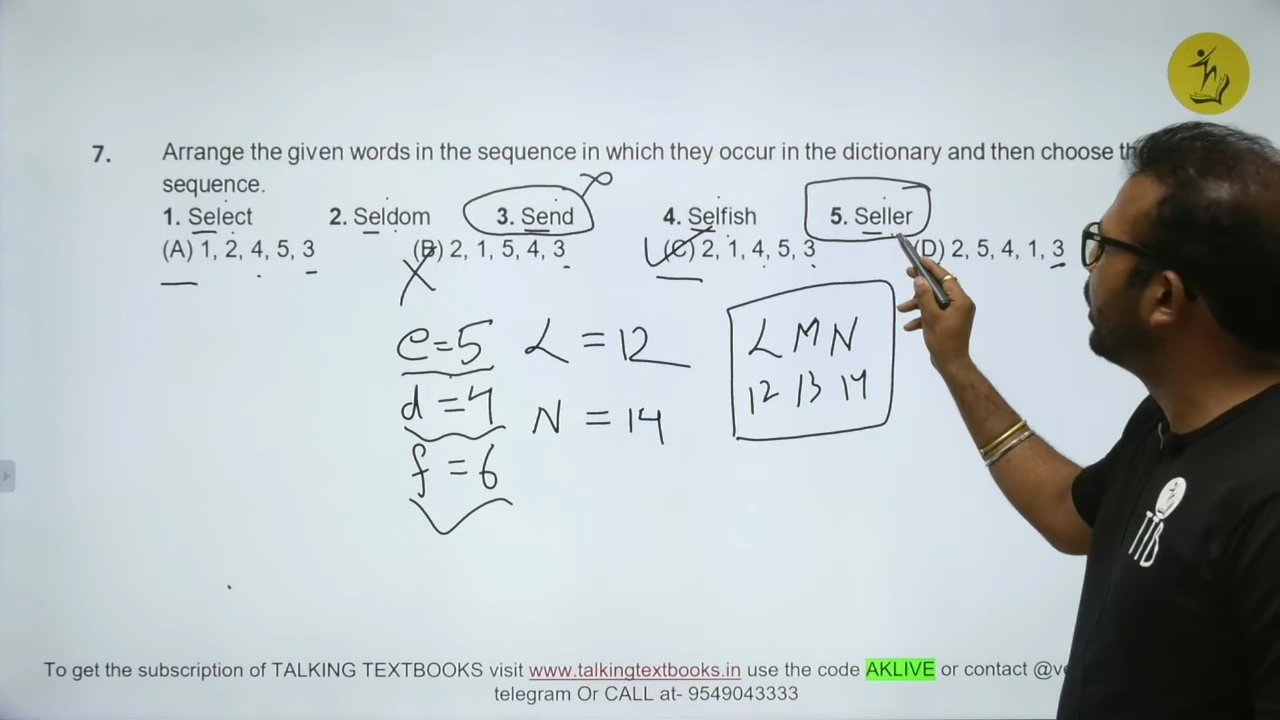 7. Arrange the given words in the sequence in which they occur in the dictionary and then choose
sequence.
1. Select 2. Seldom 3. Send 4. Selfish 5. Seller
(A) 1, 2, 4, 5, 3 (B) 2, 1, 5, 4, 3 (C) 2, 1, 4, 5, 3 (D) 2, 5, 4, 1, 3
e=5 L = 12
d =4 N = 14
f = 6
L M N
12 13 14
TTB
To get the subscription of TALKING TEXTBOOKS visit www.talkingtextbooks.in use the code AKLIVE or contact
telegram Or CALL at- 9549043333